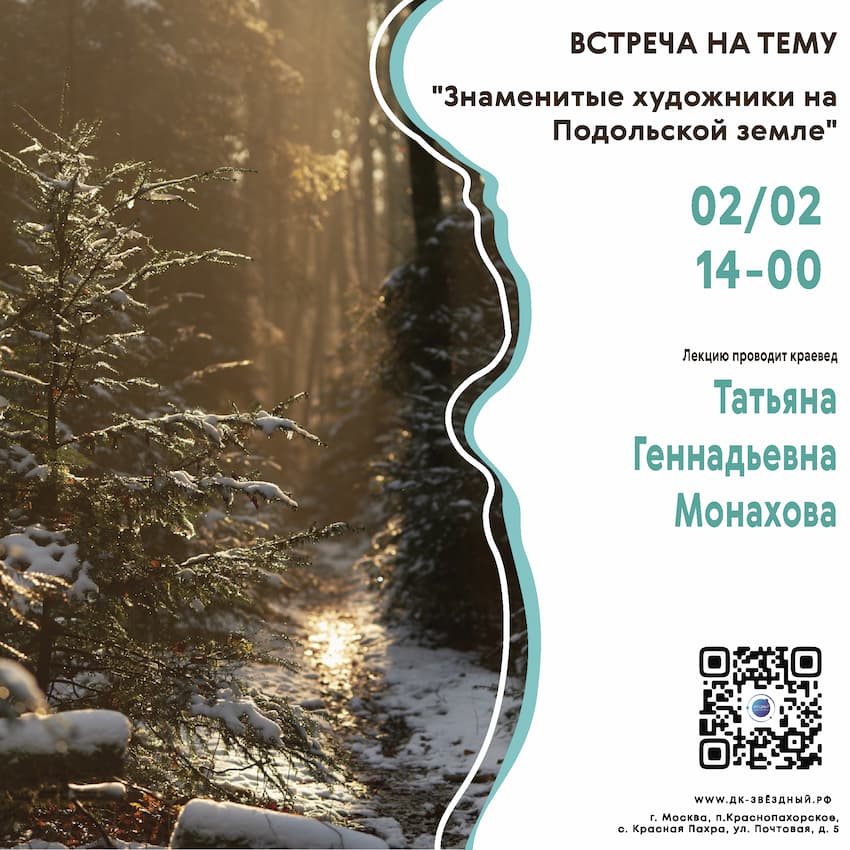 ВСТРЕЧА НА ТЕМУ
"Знаменитые художники на
Подольской земле"
02/02
14-00
Лекцию проводит краевед
Татьяна
Геннадьевна
Монахова
WWW.ДК-ЗВЁЗДНЫЙ.РФ
г. Москва, п.Краснопахорское,
с. Красная Пахра, ул. Почтовая, д. 5